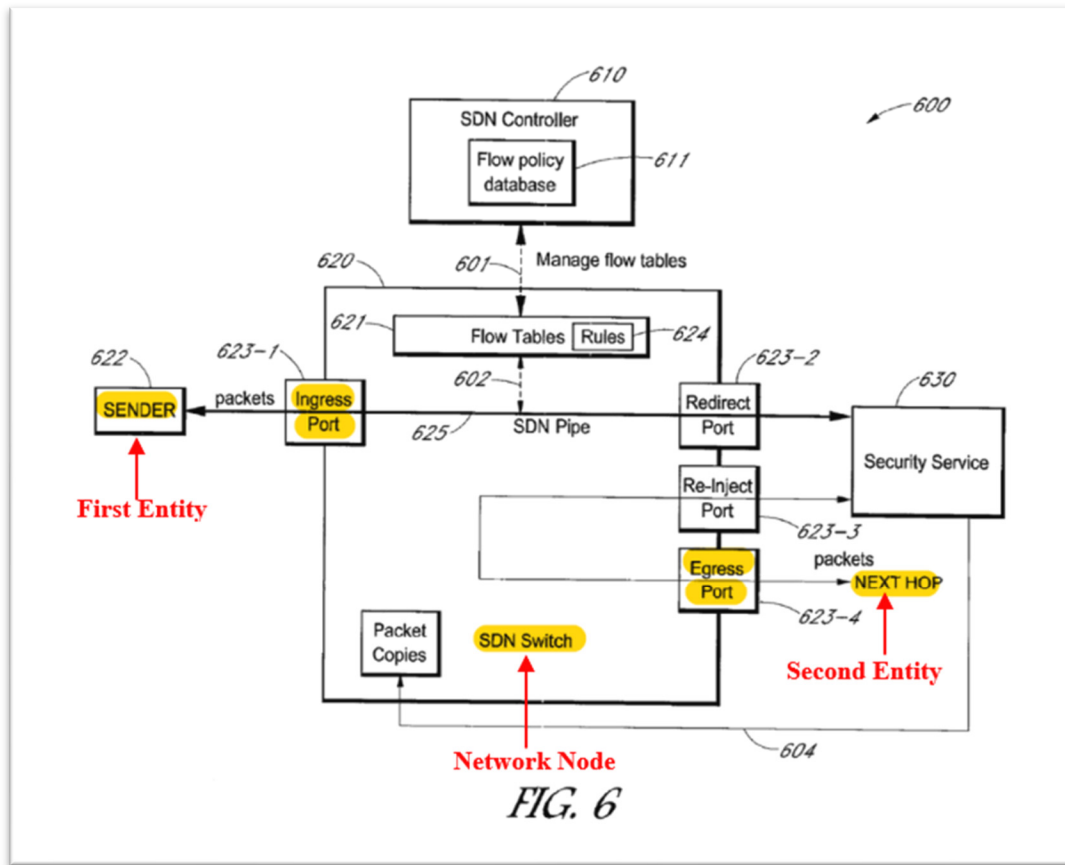 610
600
SDN Controller
Flow policy
database
611
601
Manage flow tables
620
621
Flow Tables
Rules
624
622
623-1
602
623-2
630
SENDER
packets
Ingress
Port
625
SDN Pipe
Redirect
Port
Security Service
First Entity
Re-Inject
Port
623-3
packets
Egress
Port
NEXT HOP
623-4
Packet
Copies
SDN Switch
Second Entity
604
Network Node
FIG. 6